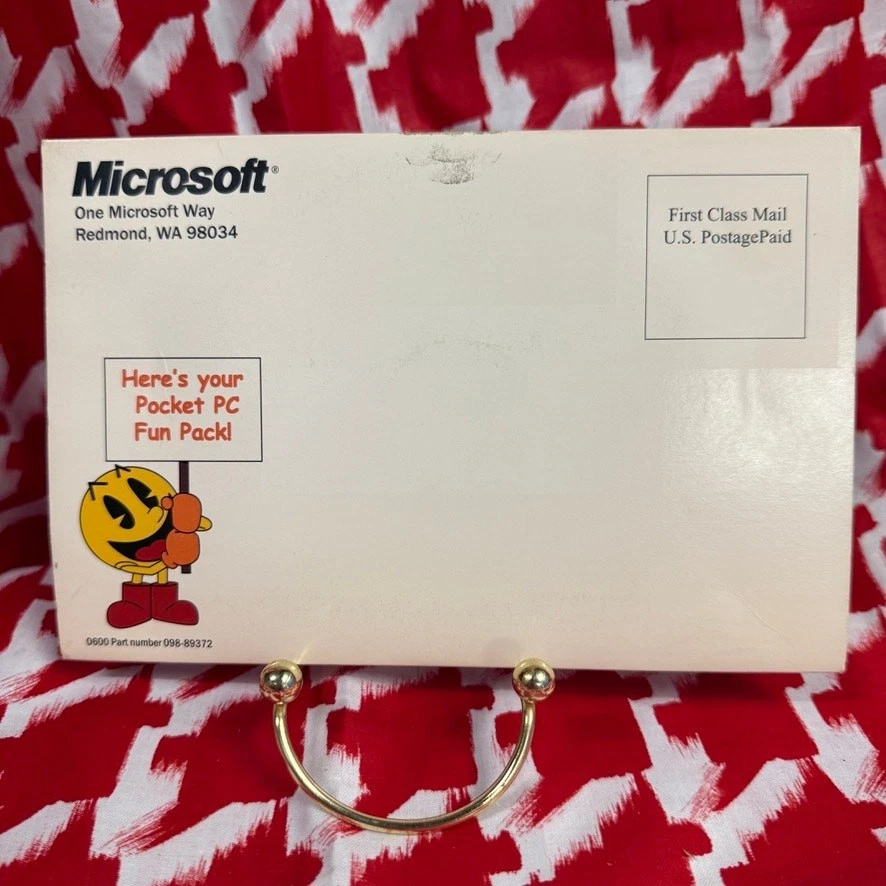 Microsoft®
One Microsoft Way
Redmond, WA 98034
First Class Mail
U.S. PostagePaid
Here's your
Pocket PC
Fun Pack!
0600 Part number 098-89372